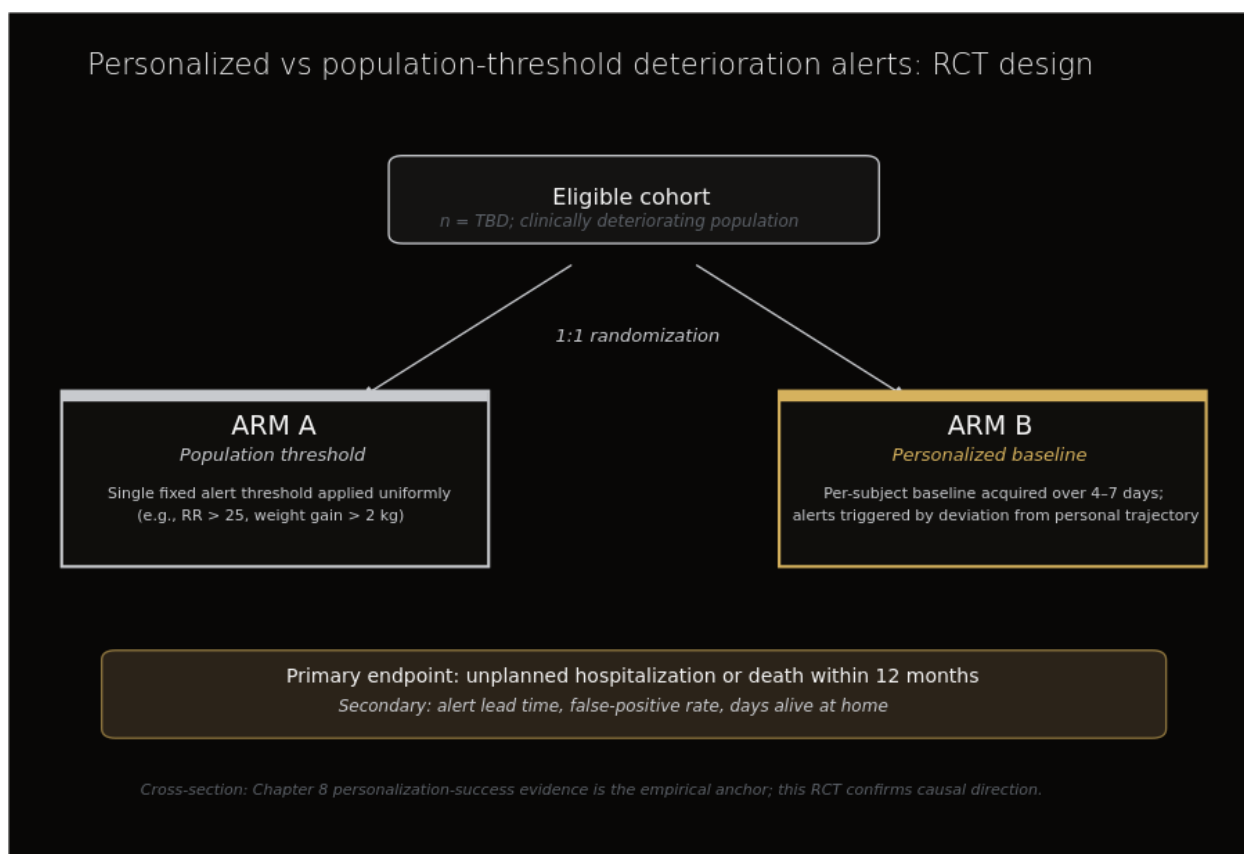 Personalized vs population-threshold deterioration alerts: RCT design
Eligible cohort
n = TBD; clinically deteriorating population
1:1 randomization
ARM A
Population threshold
Single fixed alert threshold applied uniformly
(e.g., RR > 25, weight gain > 2 kg)
ARM B
Personalized baseline
Per-subject baseline acquired over 4–7 days;
alerts triggered by deviation from personal trajectory
Primary endpoint: unplanned hospitalization or death within 12 months
Secondary: alert lead time, false-positive rate, days alive at home
Cross-section: Chapter 8 personalization-success evidence is the empirical anchor; this RCT confirms causal direction.